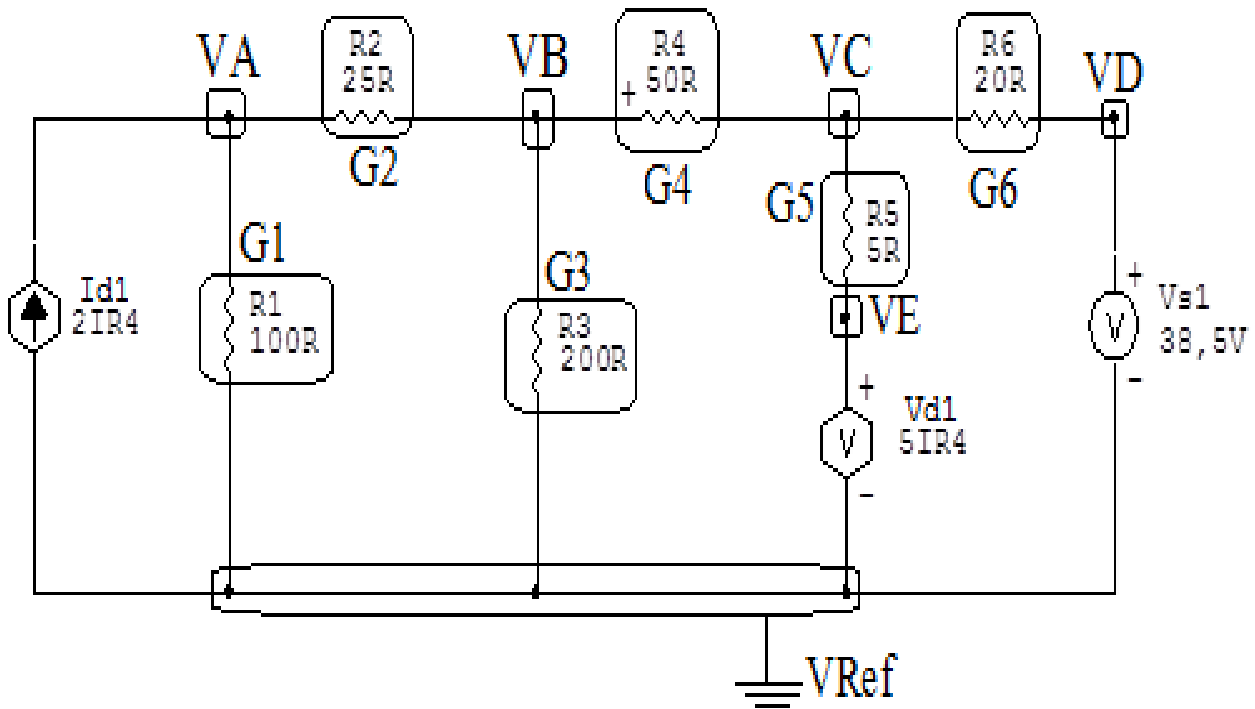 VA
R2
25R
G2
VB
R4
50R
+
G4
VC
R6
20R
G6
VD
G1
R1
100R
Id1
2IR4
G3
R3
200R
G5
R5
5R
VE
+
Vd1
5IR4
V
-
+
Vs1
38,5V
V
-
VRef